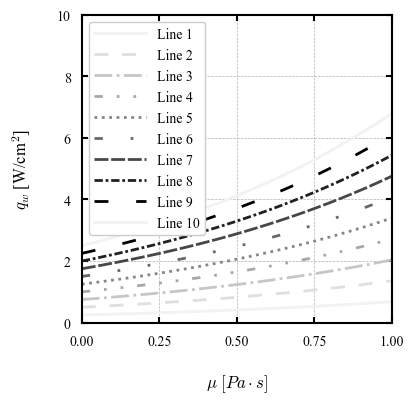 10
8
6
4
2
0
q_w [W/cm²]
Line 1
Line 2
Line 3
Line 4
Line 5
Line 6
Line 7
Line 8
Line 9
Line 10
0.00 0.25 0.50 0.75 1.00
μ [Pa · s]